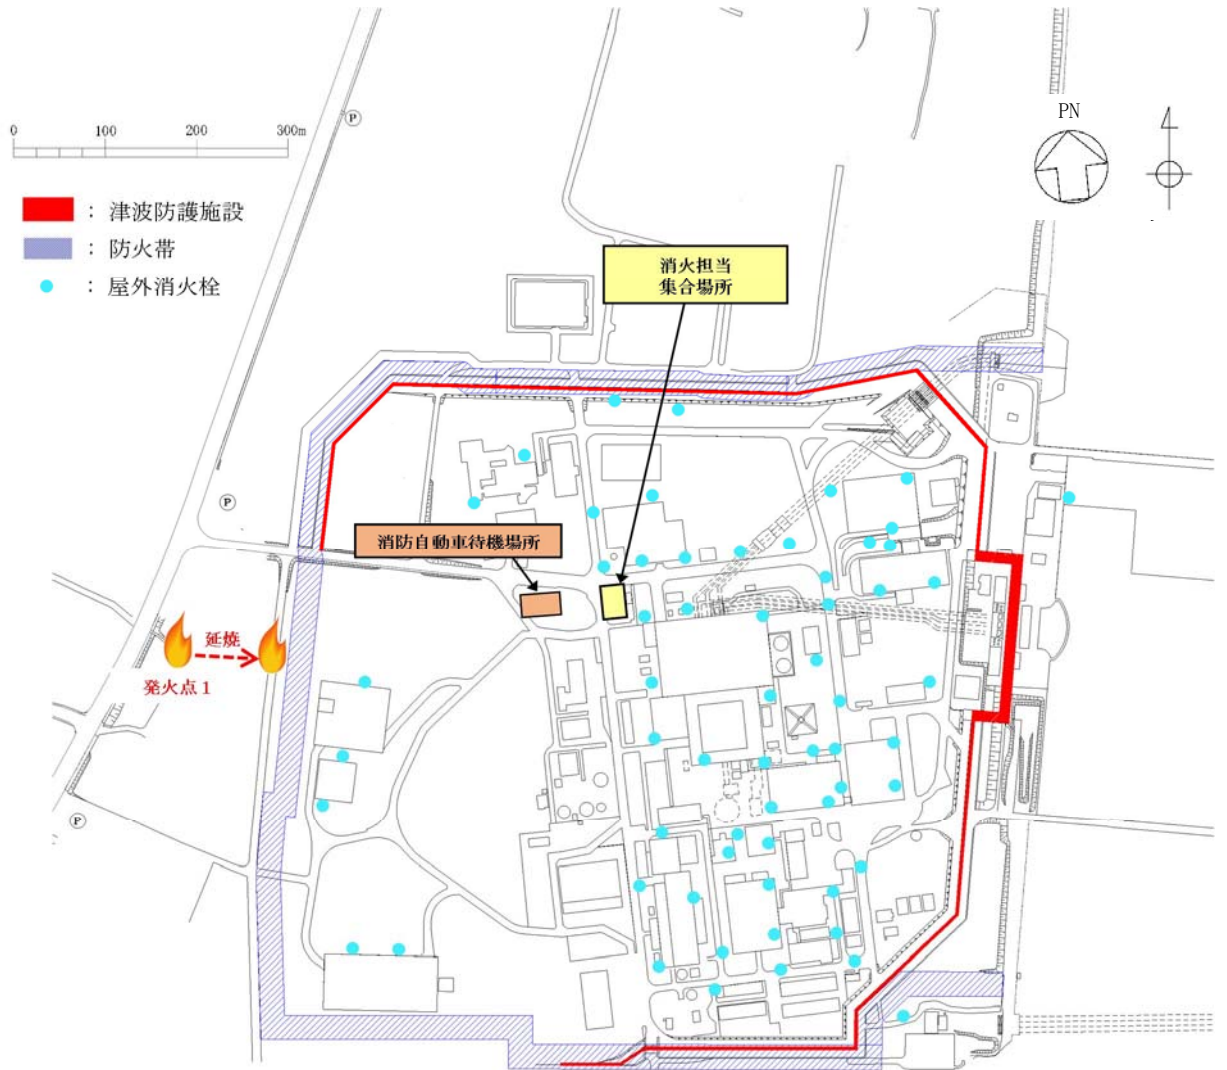 PN
P
0 100 200 300m
：津波防護施設
：防火帯
：屋外消火栓
消火担当
集合場所
P
消防自動車待機場所
延焼
発火点１
P